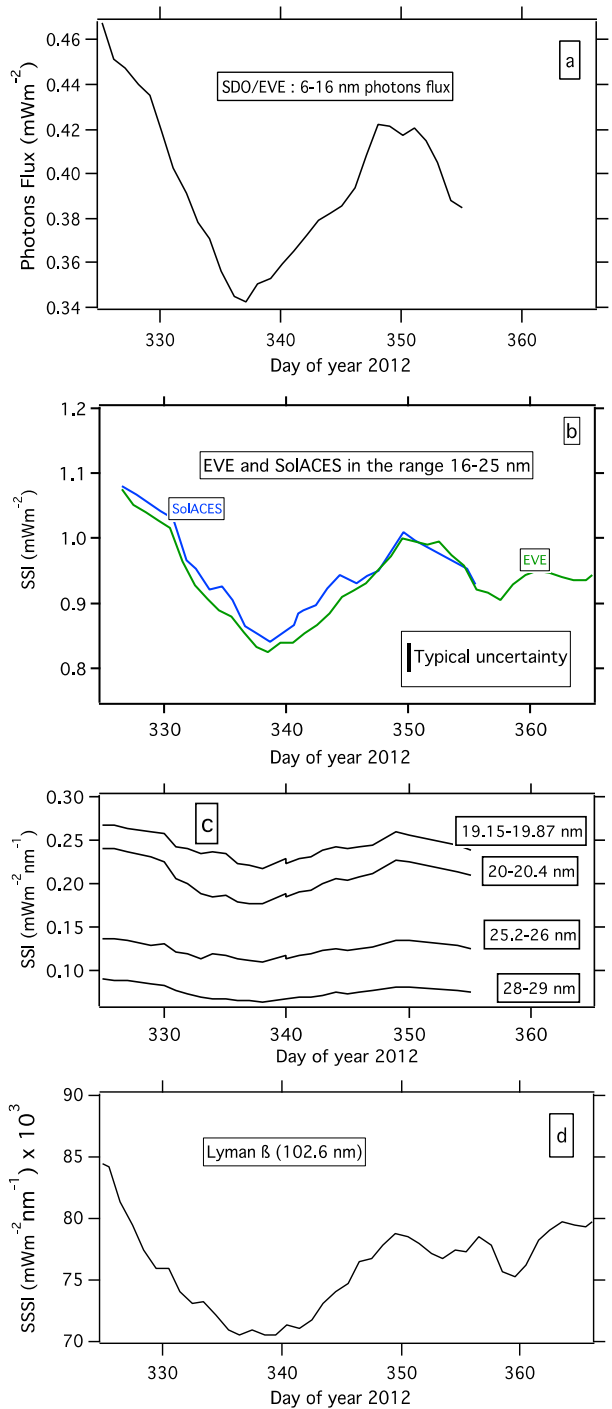 0.46
0.44
0.42
0.40
0.38
0.36
0.34
Photons Flux (mWm-2)
a
SDO/EVE : 6-16 nm photons flux
330
340
350
360
Day of year 2012
1.2
1.1
1.0
0.9
0.8
SSI (mWm-2)
b
EVE and SolACES in the range 16-25 nm
SolACES
EVE
Typical uncertainty
330
340
350
360
Day of year 2012
0.30
0.25
0.20
0.15
0.10
SSI (mWm-2nm-1)
c
19.15-19.87 nm
20-20.4 nm
25.2-26 nm
28-29 nm
330
340
350
360
Day of year 2012
90
85
80
75
70
SSSI (mWm-2nm-1) x 103
d
Lyman ß (102.6 nm)
330
340
350
360
Day of year 2012